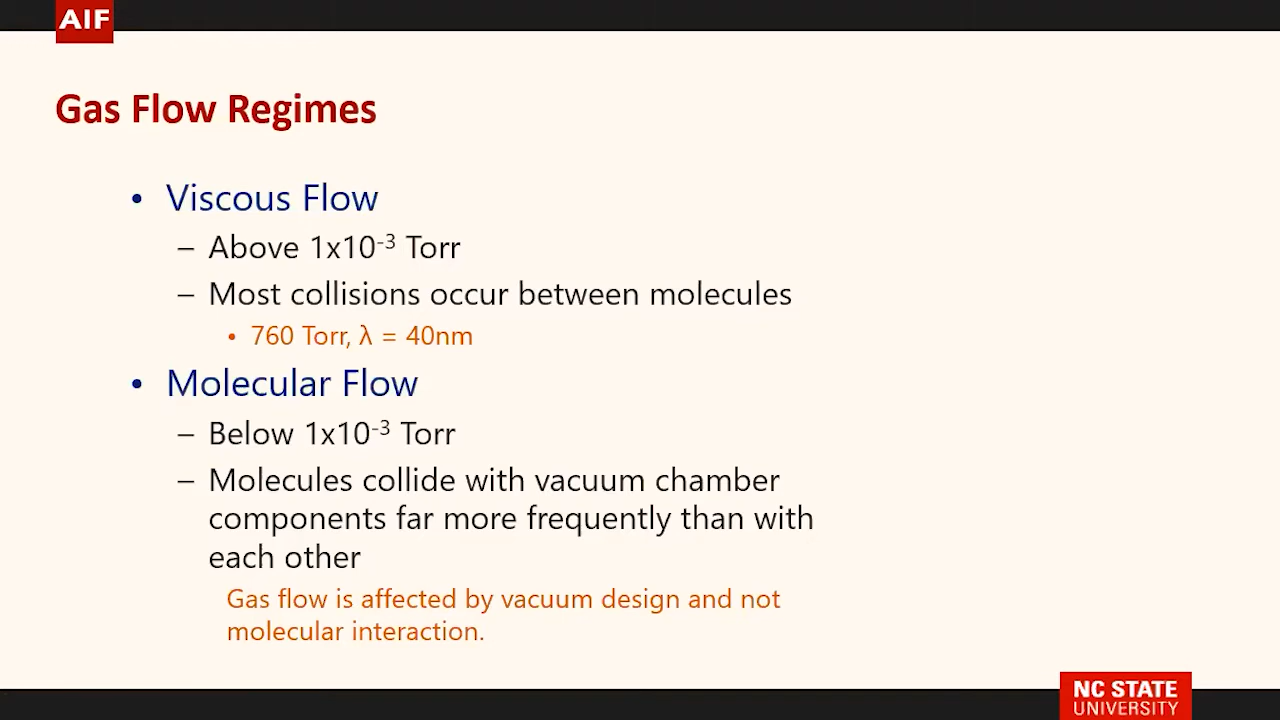 AIF
Gas Flow Regimes
• Viscous Flow
– Above 1x10⁻³ Torr
– Most collisions occur between molecules
• 760 Torr, λ = 40nm
• Molecular Flow
– Below 1x10⁻³ Torr
– Molecules collide with vacuum chamber
components far more frequently than with
each other
Gas flow is affected by vacuum design and not
molecular interaction.
NC STATE
UNIVERSITY